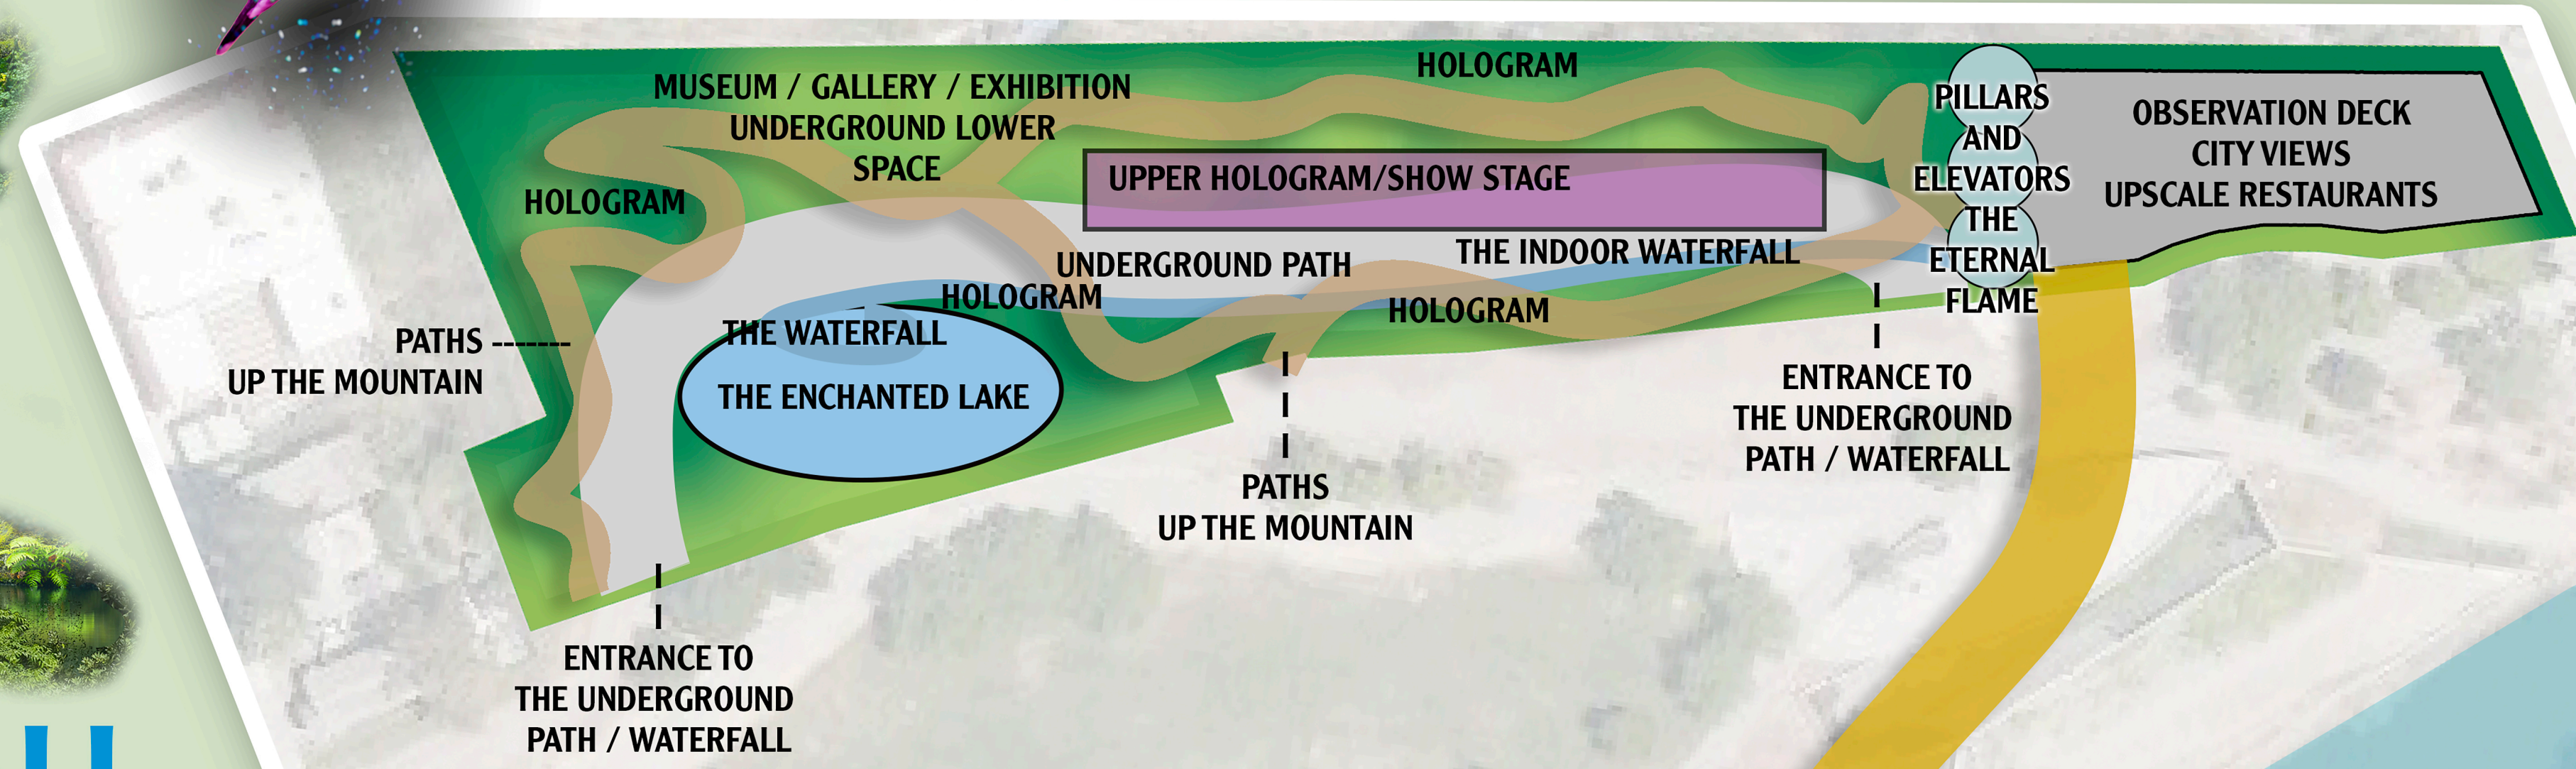 HOLOGRAM
MUSEUM / GALLERY / EXHIBITION
UNDERGROUND LOWER
SPACE
PILLARS
AND
ELEVATORS
THE
ETERNAL
FLAME
OBSERVATION DECK
CITY VIEWS
UPSCALE RESTAURANTS
UPPER HOLOGRAM/SHOW STAGE
HOLOGRAM
THE INDOOR WATERFALL
UNDERGROUND PATH
HOLOGRAM
HOLOGRAM
THE WATERFALL
THE ENCHANTED LAKE
PATHS -------
UP THE MOUNTAIN
ENTRANCE TO
THE UNDERGROUND
PATH / WATERFALL
PATHS
UP THE MOUNTAIN
ENTRANCE TO
THE UNDERGROUND
PATH / WATERFALL